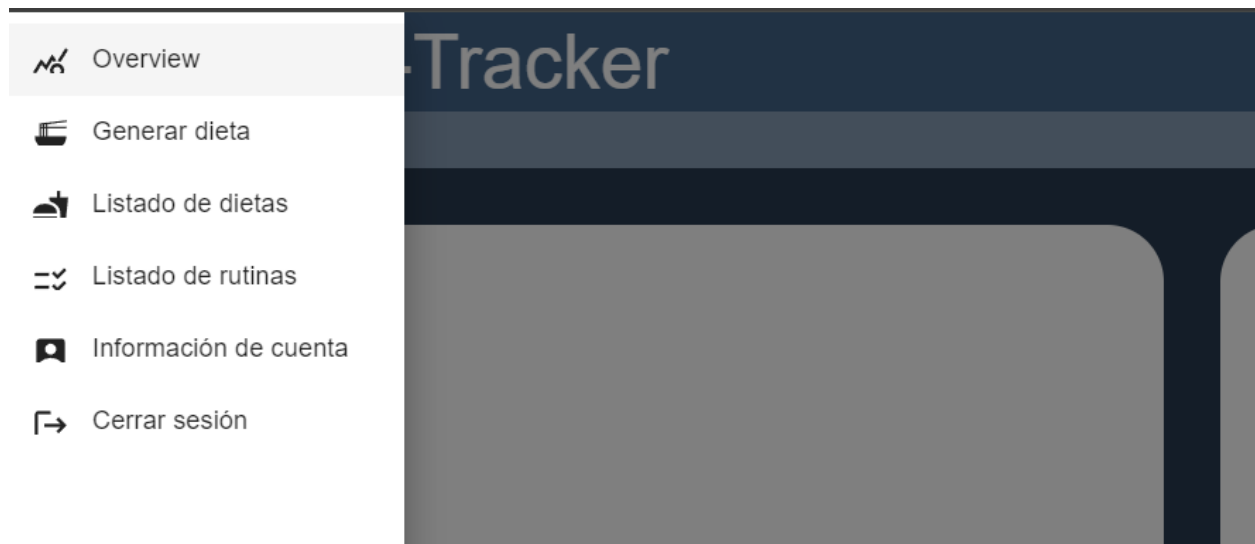 Overview
-Tracker
Generar dieta
Listado de dietas
Listado de rutinas
Información de cuenta
Cerrar sesión